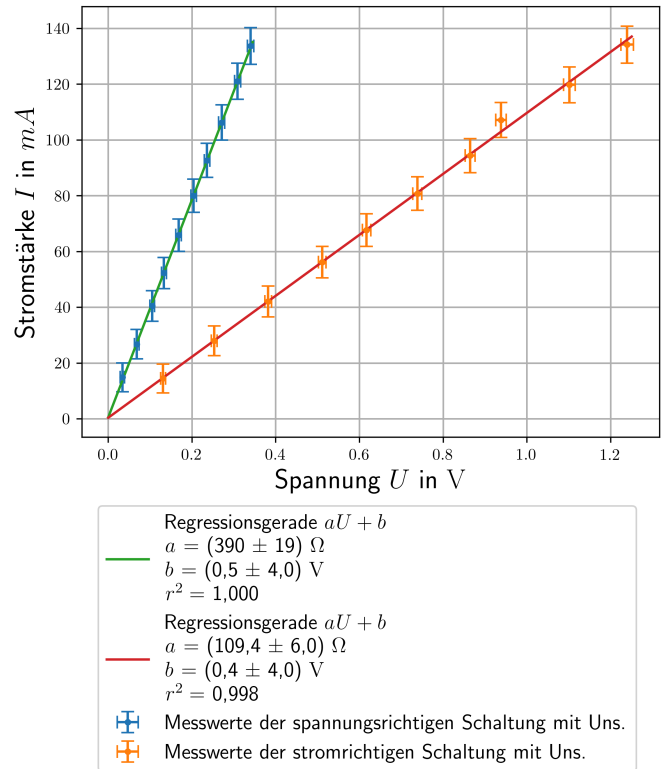 140
120
100
80
60
40
20
0
Stromstärke I in mA
0.0 0.2 0.4 0.6 0.8 1.0 1.2
Spannung U in V
Regressionsgerade aU + b
a = (390 ± 19) Ω
b = (0,5 ± 4,0) V
r² = 1,000
Regressionsgerade aU + b
a = (109,4 ± 6,0) Ω
b = (0,4 ± 4,0) V
r² = 0,998
Messwerte der spannungsrichtigen Schaltung mit Uns.
Messwerte der stromrichtigen Schaltung mit Uns.